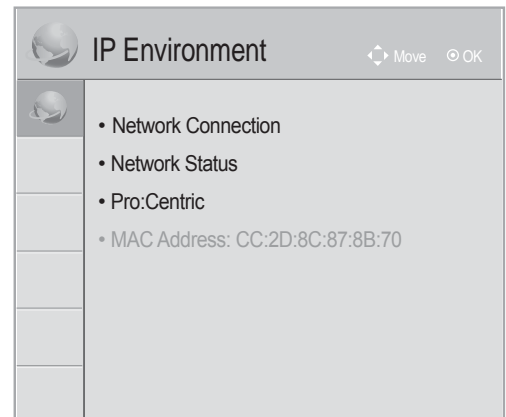 IP Environment
Move
OK
• Network Connection
• Network Status
• Pro:Centric
• MAC Address: CC:2D:8C:87:8B:70